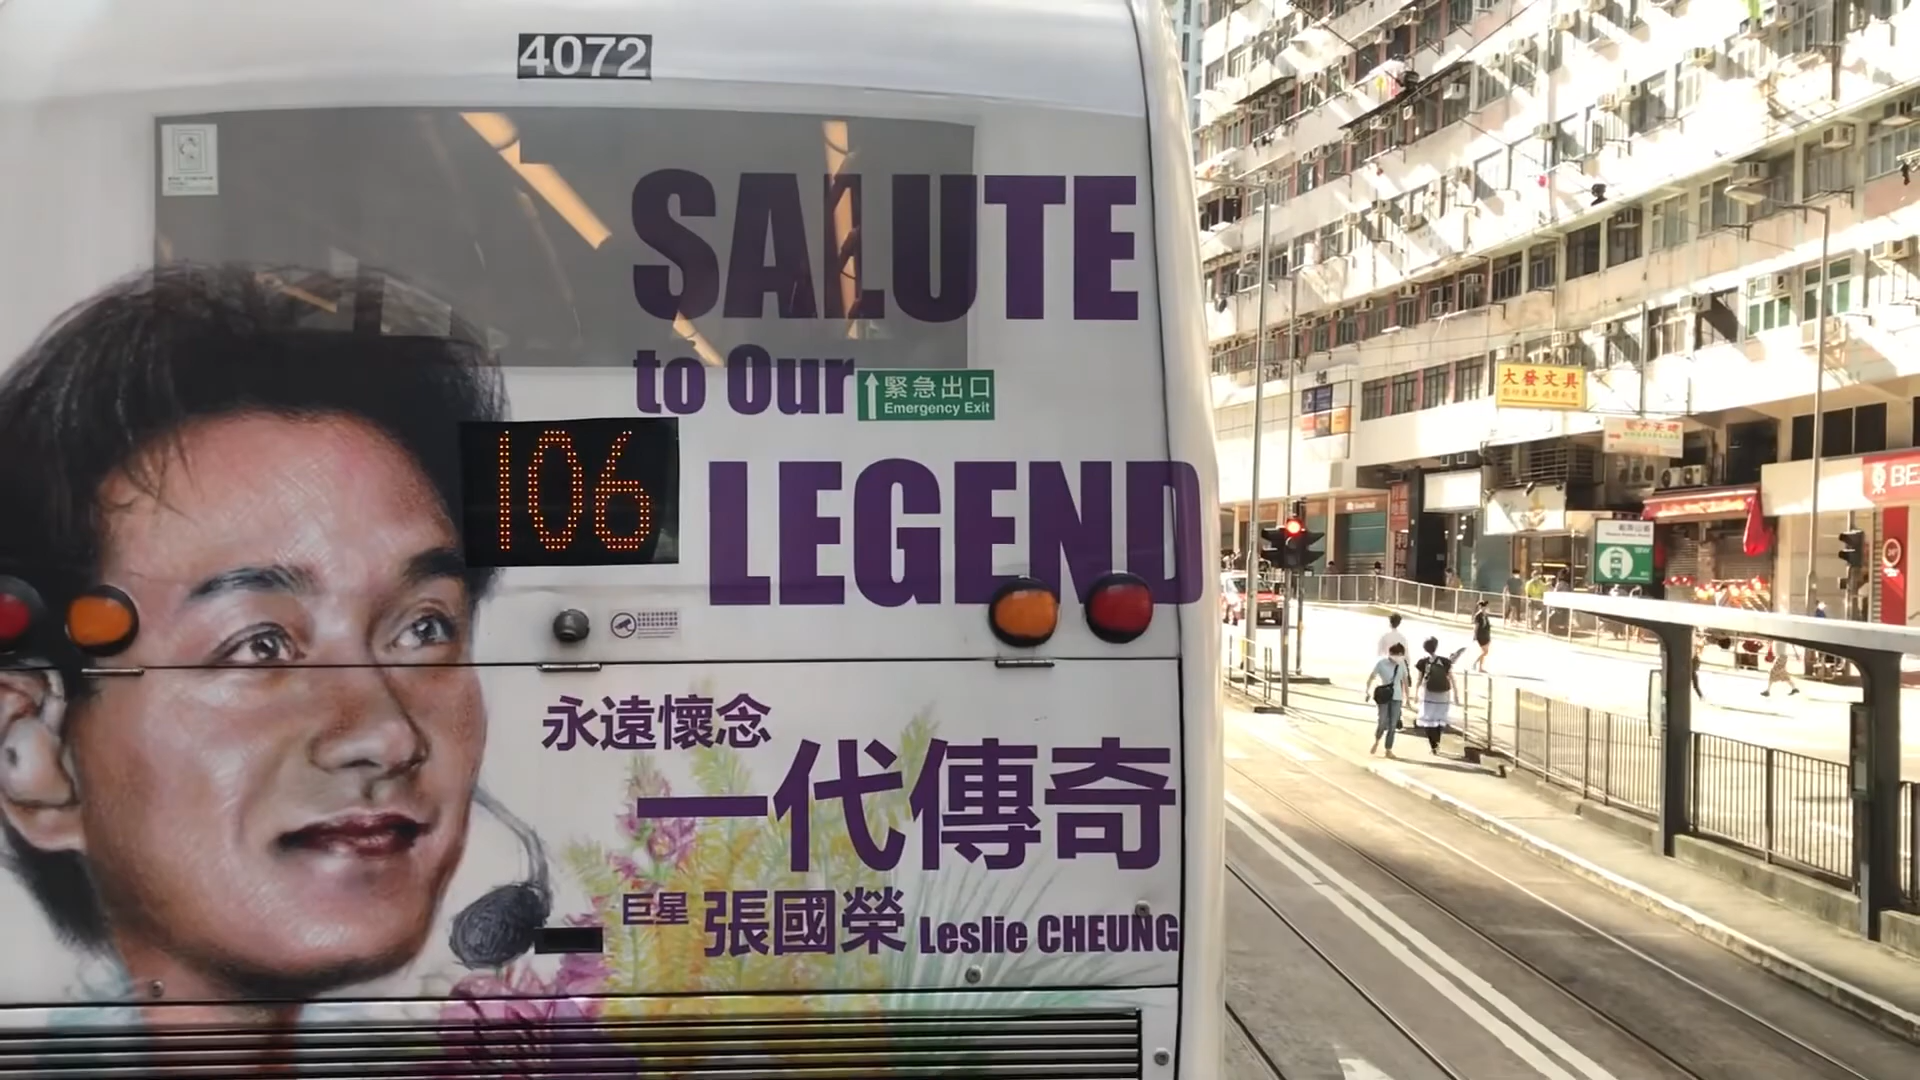 4072
SALUTE
to Our
緊急出口
Emergency Exit
LEGEND
106
永遠懷念
一代傳奇
巨星 張國榮 Leslie CHEUNG
大發文具
BE